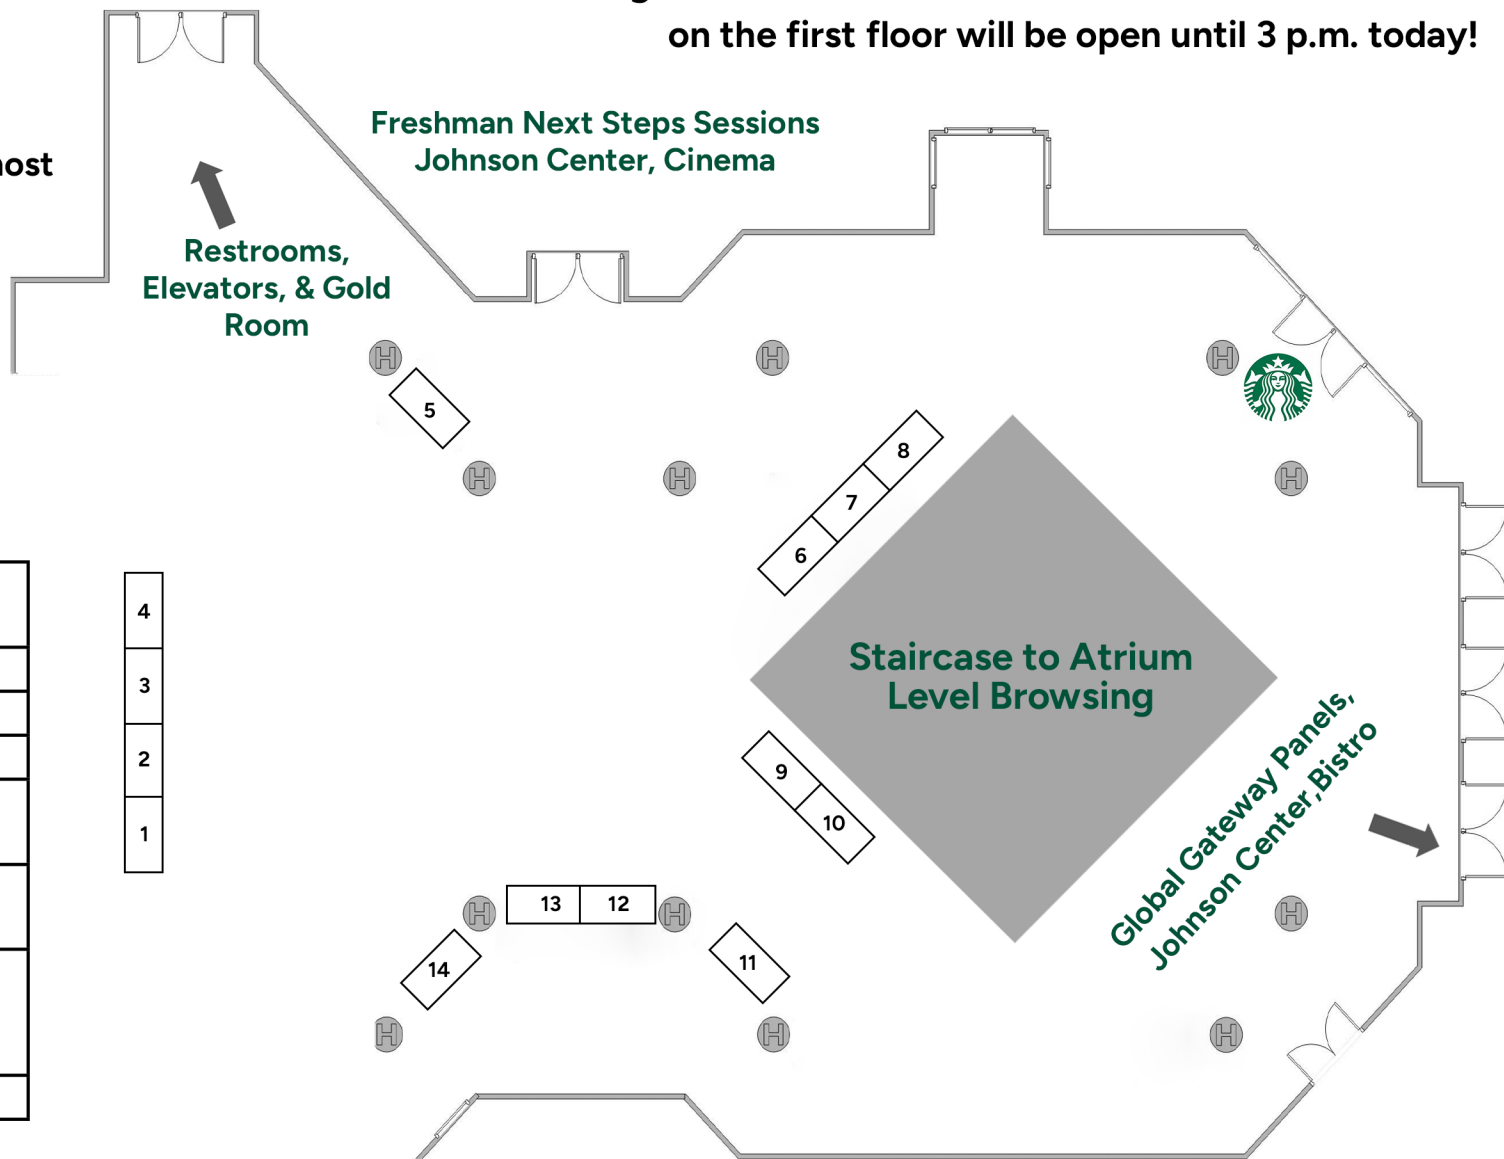 on the first floor will be open until 3 p.m. today!
Freshman Next Steps Sessions
Johnson Center, Cinema
Restrooms,
Elevators, & Gold
Room
H
H
H
5
H
H
H
8
7
6
4
3
2
1
Staircase to Atrium
Level Browsing
Global Gateway Panels,
Johnson Center,Bistro
9
10
H
13
12
H
H
14
11
H
H
H